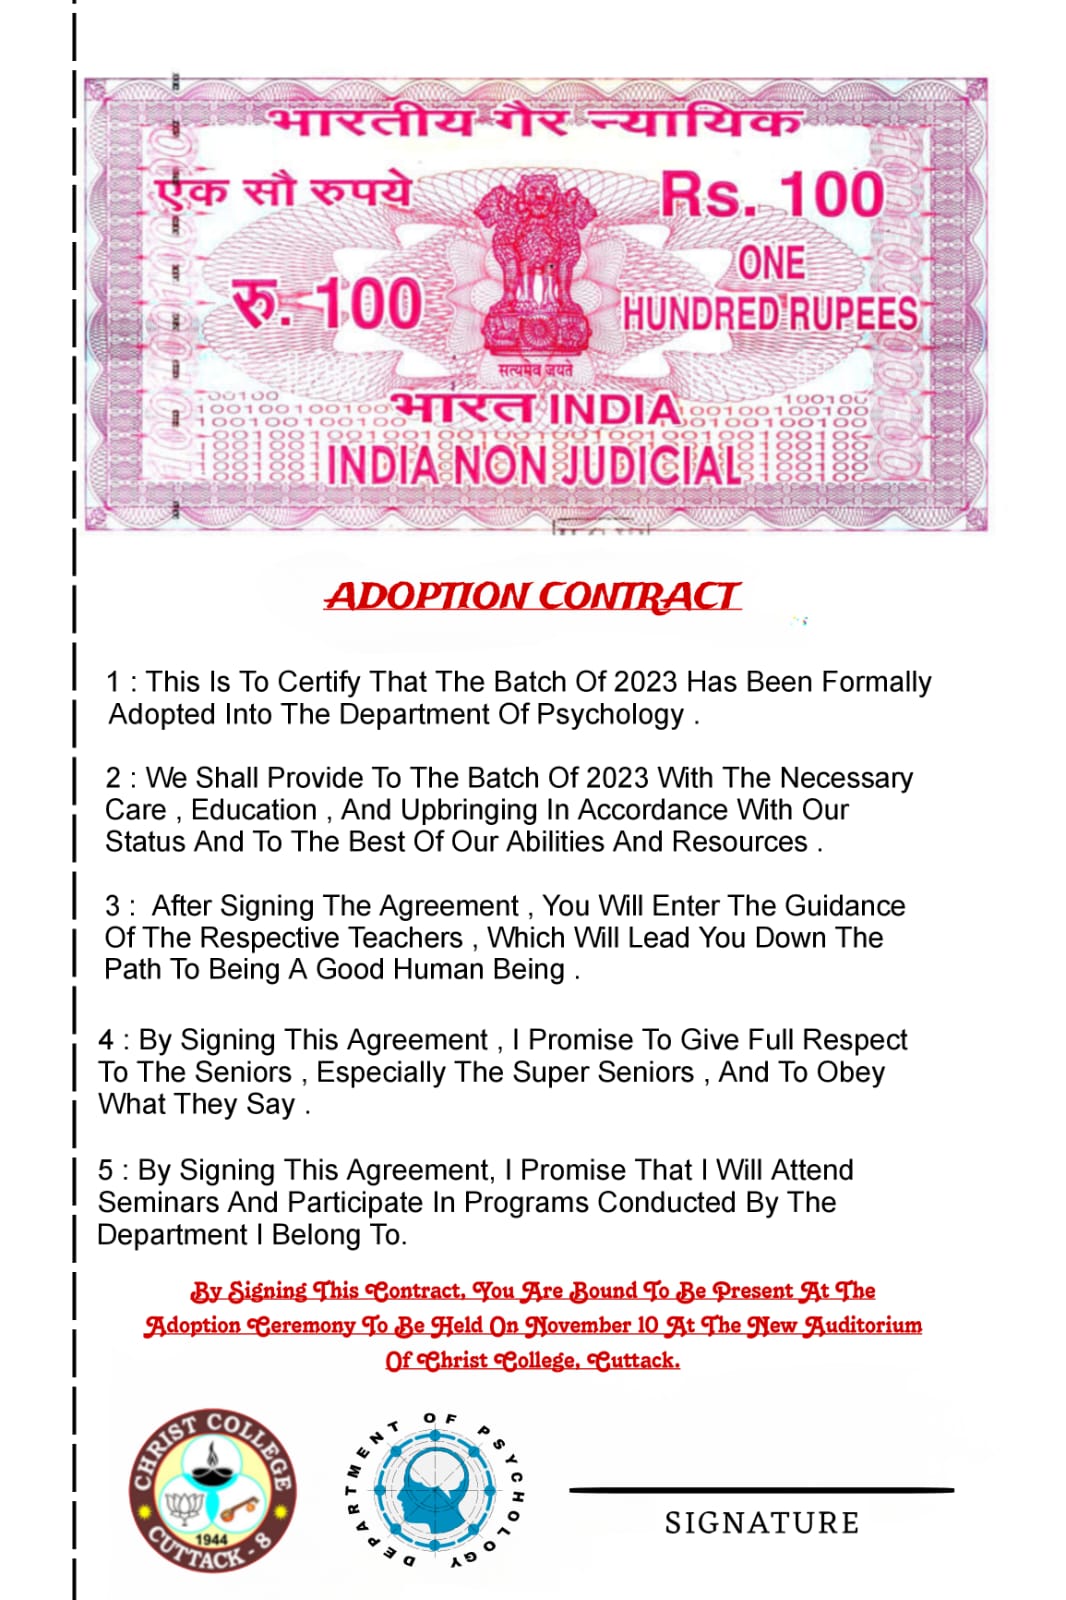 भारतीय गैर न्यायिक
एक सौ रुपये
Rs. 100
रु. 100
ONE
HUNDRED RUPEES
सत्यमेव जयते
भारत INDIA
INDIA NON JUDICIAL
ADOPTION CONTRACT
1 : This Is To Certify That The Batch Of 2023 Has Been Formally
Adopted Into The Department Of Psychology .
2 : We Shall Provide To The Batch Of 2023 With The Necessary
Care , Education , And Upbringing In Accordance With Our
Status And To The Best Of Our Abilities And Resources .
3 :  After Signing The Agreement , You Will Enter The Guidance
Of The Respective Teachers , Which Will Lead You Down The
Path To Being A Good Human Being .
4 : By Signing This Agreement , I Promise To Give Full Respect
To The Seniors , Especially The Super Seniors , And To Obey
What They Say .
5 : By Signing This Agreement, I Promise That I Will Attend
Seminars And Participate In Programs Conducted By The
Department I Belong To.
By Signing This Contract, You Are Bound To Be Present At The
Adoption Ceremony To Be Held On November 10 At The New Auditorium
Of Christ College, Cuttack.
CHRIST COLLEGE
1944
CUTTACK - 8
DEPARTMENT OF PSYCHOLOGY
SIGNATURE